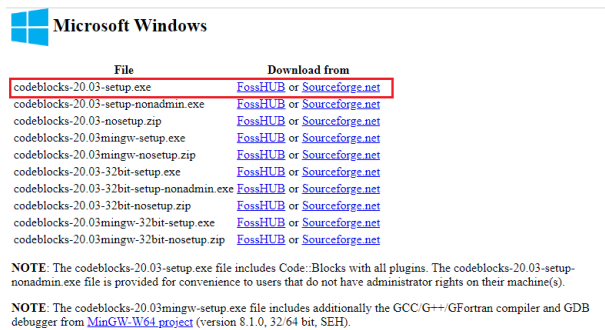 Microsoft Windows
File Download from
codeblocks-20.03-setup.exe FossHUB or Sourceforge.net
codeblocks-20.03-setup-nonadmin.exe FossHUB or Sourceforge.net
codeblocks-20.03-nosetup.zip FossHUB or Sourceforge.net
codeblocks-20.03mingw-setup.exe FossHUB or Sourceforge.net
codeblocks-20.03mingw-nosetup.zip FossHUB or Sourceforge.net
codeblocks-20.03-32bit-setup.exe FossHUB or Sourceforge.net
codeblocks-20.03-32bit-setup-nonadmin.exe FossHUB or Sourceforge.net
codeblocks-20.03-32bit-nosetup.zip FossHUB or Sourceforge.net
codeblocks-20.03mingw-32bit-setup.exe FossHUB or Sourceforge.net
codeblocks-20.03mingw-32bit-nosetup.zip FossHUB or Sourceforge.net
NOTE: The codeblocks-20.03-setup.exe file includes Code::Blocks with all plugins. The codeblocks-20.03-setup-
nonadmin.exe file is provided for convenience to users that do not have administrator rights on their machine(s).
NOTE: The codeblocks-20.03mingw-setup.exe file includes additionally the GCC/G++/GFortran compiler and GDB
debugger from MinGW-W64 project (version 8.1.0, 32/64 bit, SEH).